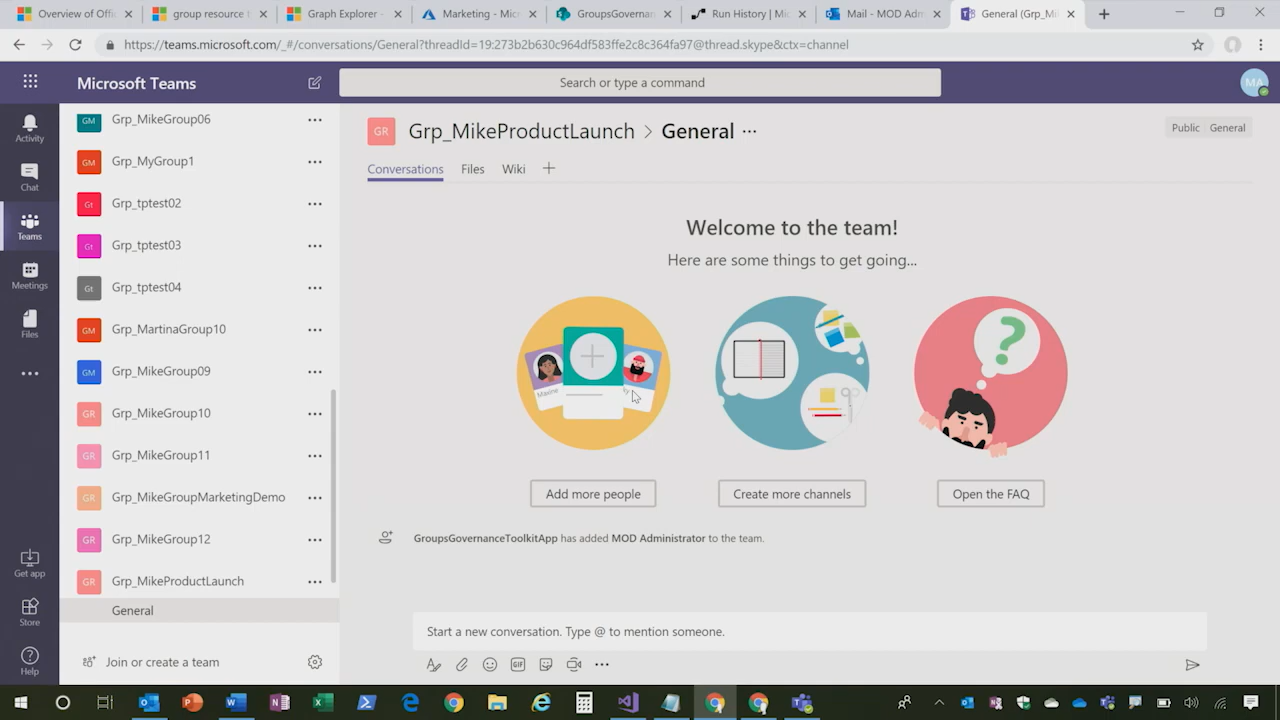 Overview of Offic
group resource t
Graph Explorer -
Marketing - Micr
GroupsGovernan
Run History | Mic
Mail - MOD Adm
General (Grp_Mi
https://teams.microsoft.com/_#/conversations/General?threadId=19:273b2b630c964df583ffe2c8c364fa97@thread.skype&ctx=channel
Microsoft Teams
Search or type a command
MA
Activity
Chat
Teams
Meetings
Files
Get app
Store
Help
GM Grp_MikeGroup06
GM Grp_MyGroup1
Gt Grp_tptest02
Gt Grp_tptest03
Gt Grp_tptest04
GM Grp_MartinaGroup10
GM Grp_MikeGroup09
GR Grp_MikeGroup10
GR Grp_MikeGroup11
GR Grp_MikeGroupMarketingDemo
GR Grp_MikeGroup12
GR Grp_MikeProductLaunch
General
Join or create a team
GR Grp_MikeProductLaunch > General ...
Public General
Conversations Files Wiki +
Welcome to the team!
Here are some things to get going...
Maxine
?
Add more people
Create more channels
Open the FAQ
GroupsGovernanceToolkitApp has added MOD Administrator to the team.
Start a new conversation. Type @ to mention someone.
GIF